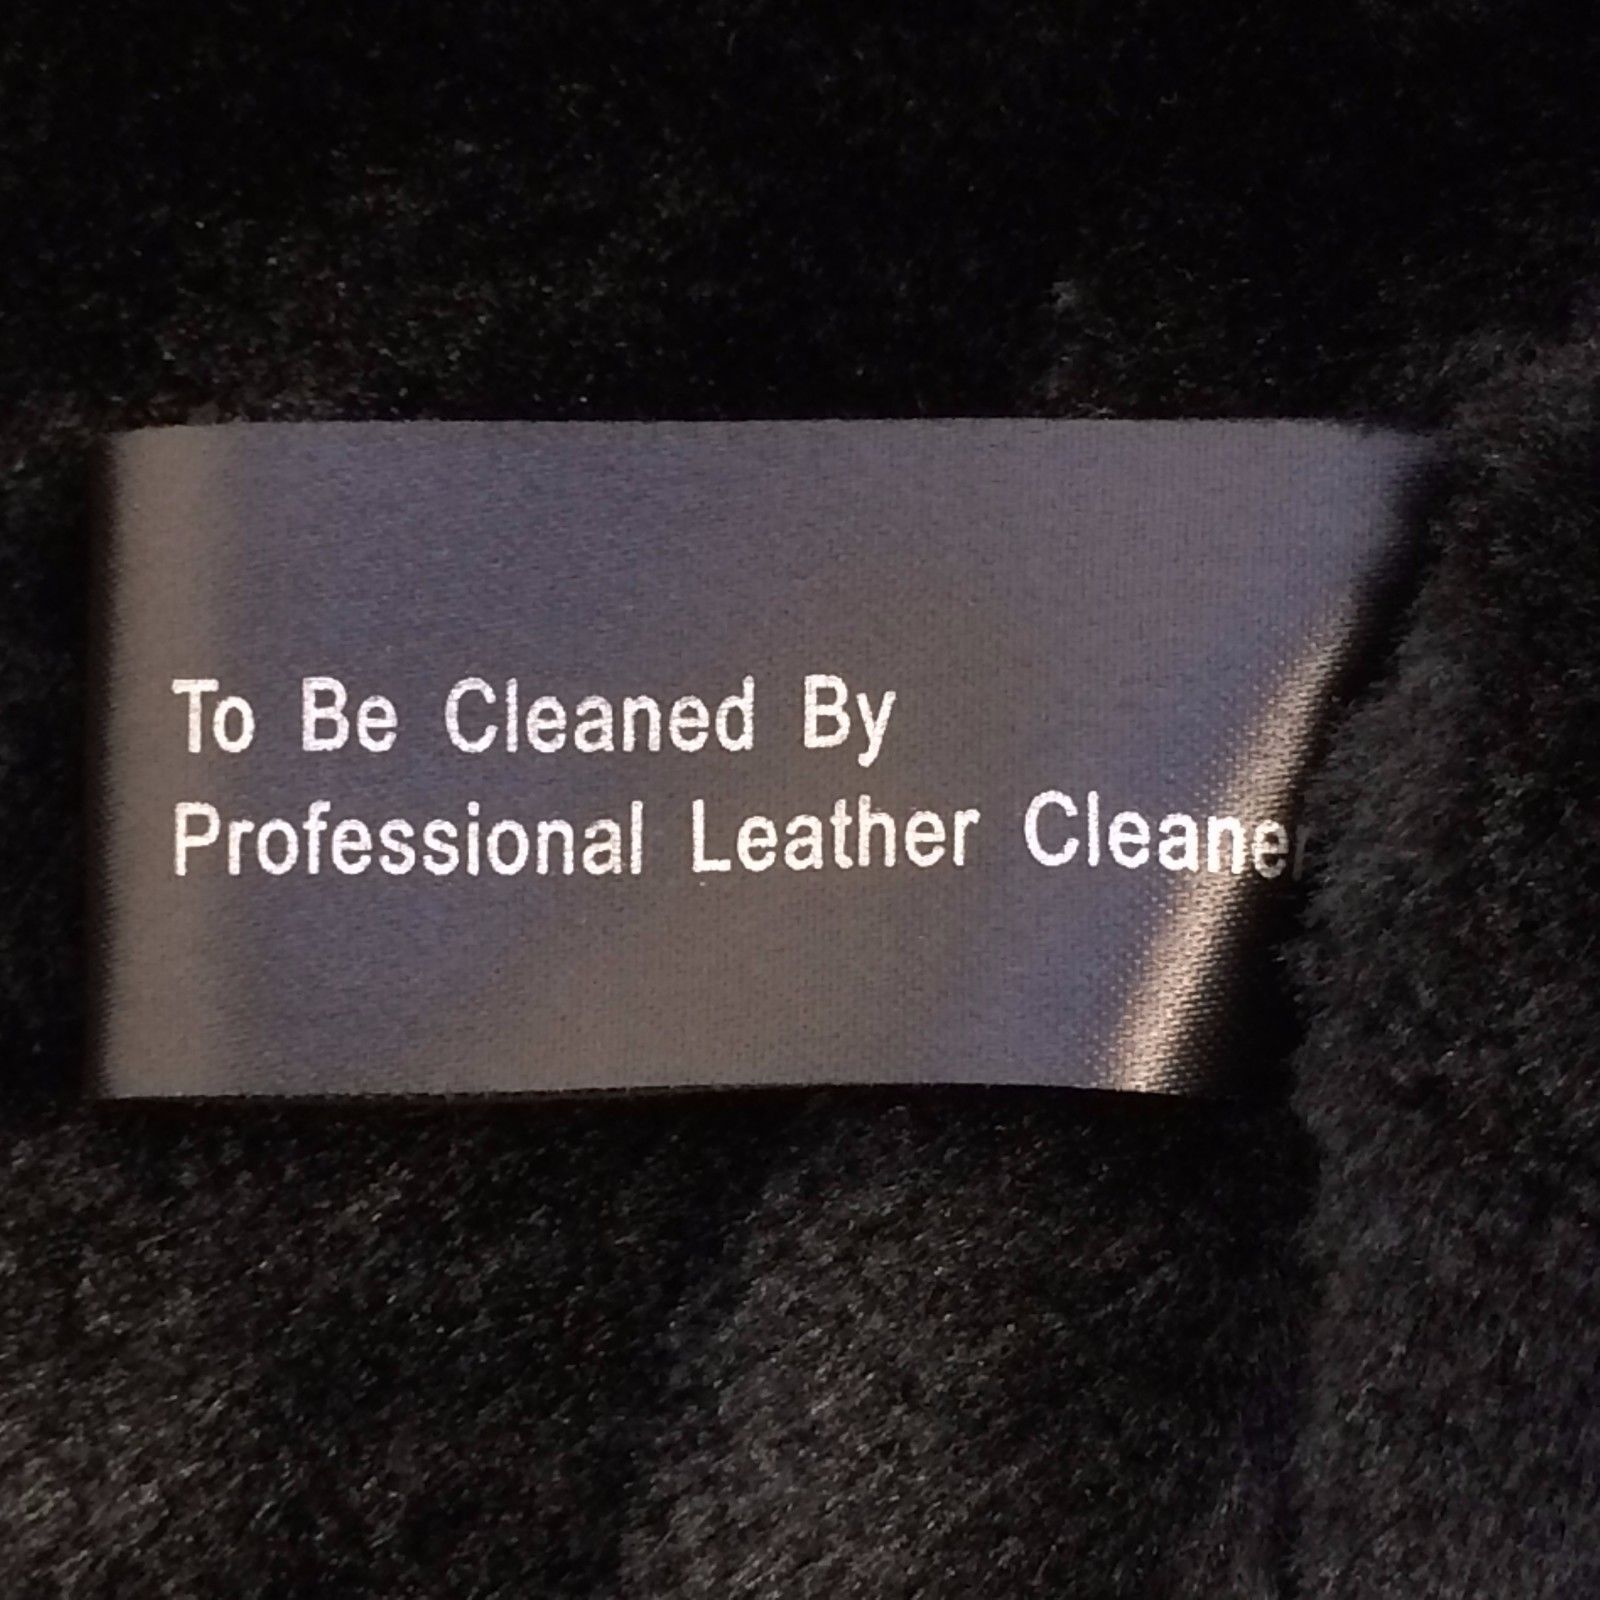 To Be Cleaned By
Professional Leather Cleaner